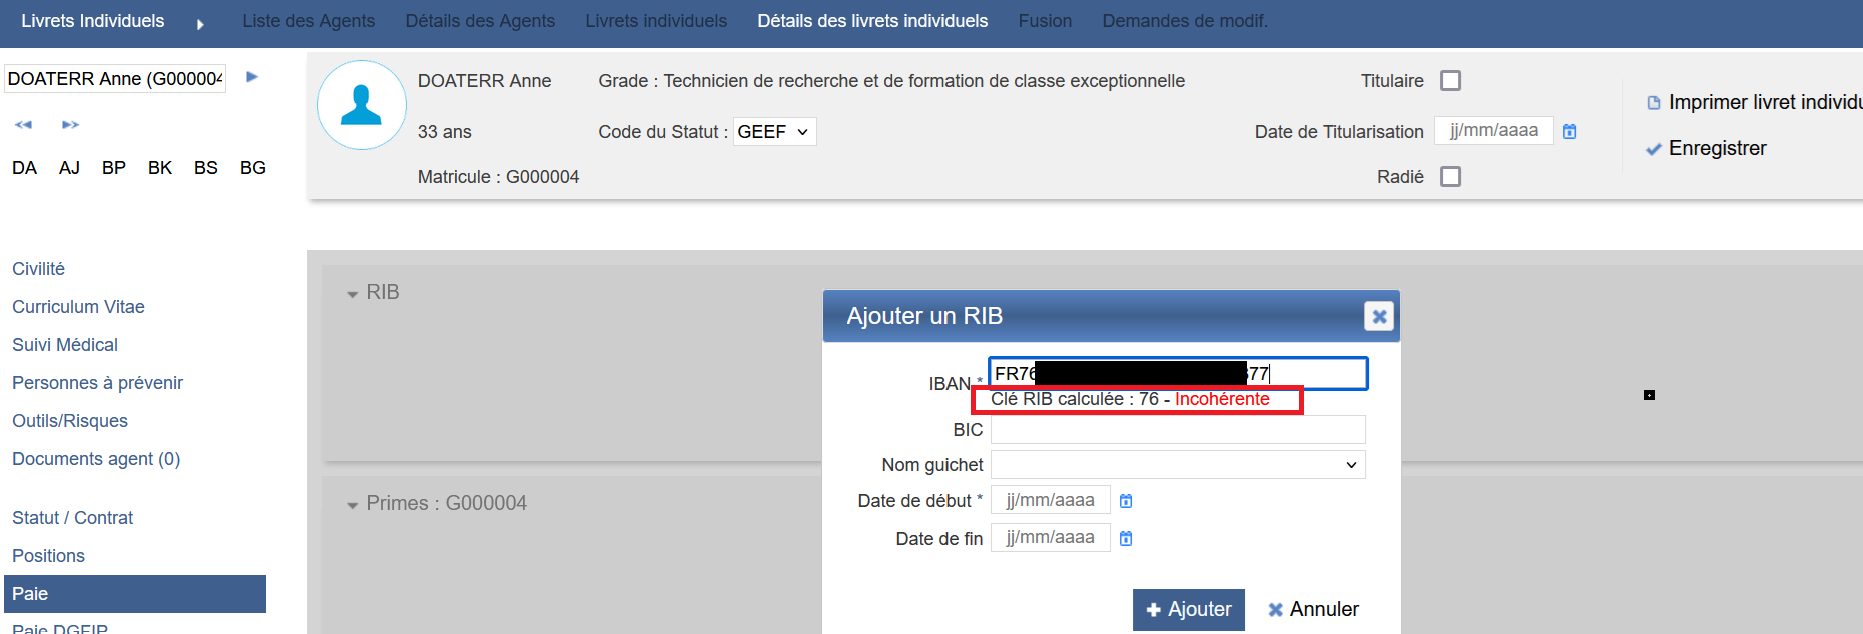 Livrets Individuels
Liste des Agents
Détails des Agents
Livrets individuels
Détails des livrets individuels
Fusion
Demandes de modif.
DOATERR Anne (G000004
DA AJ BP BK BS BG
DOATERR Anne
Grade : Technicien de recherche et de formation de classe exceptionnelle
Titulaire
33 ans
Code du Statut : GEEF
Date de Titularisation jj/mm/aaaa
Matricule : G000004
Radié
Imprimer livret individu
Enregistrer
Civilité
Curriculum Vitae
Suivi Médical
Personnes à prévenir
Outils/Risques
Documents agent (0)
Statut / Contrat
Positions
Paie
Paie DGFIP
RIB
Primes : G000004
Ajouter un RIB
IBAN * FR76 77
Clé RIB calculée : 76 - Incohérente
BIC
Nom guichet
Date de début * jj/mm/aaaa
Date de fin jj/mm/aaaa
Ajouter
Annuler